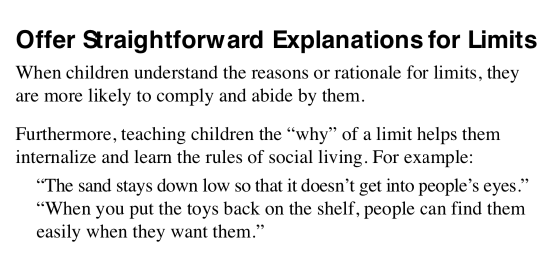 Offer Straightforward Explanations for Limits
When children understand the reasons or rationale for limits, they
are more likely to comply and abide by them.
Furthermore, teaching children the “why” of a limit helps them
internalize and learn the rules of social living. For example:
“The sand stays down low so that it doesn’t get into people’s eyes.”
“When you put the toys back on the shelf, people can find them
easily when they want them.”